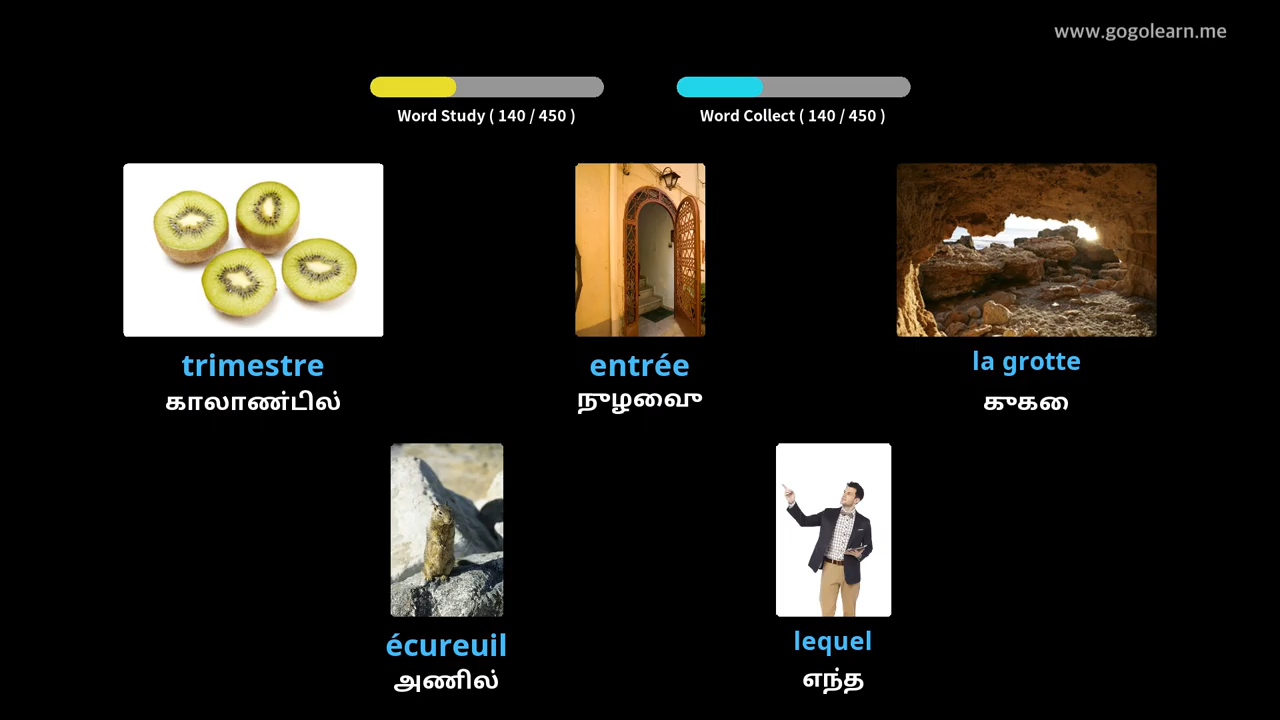 www.gogolearn.me
Word Study ( 140 / 450 )
Word Collect ( 140 / 450 )
trimestre
காலாண்டில்
entrée
நுழைவு
la grotte
குகை
écureuil
அணில்
lequel
எந்த